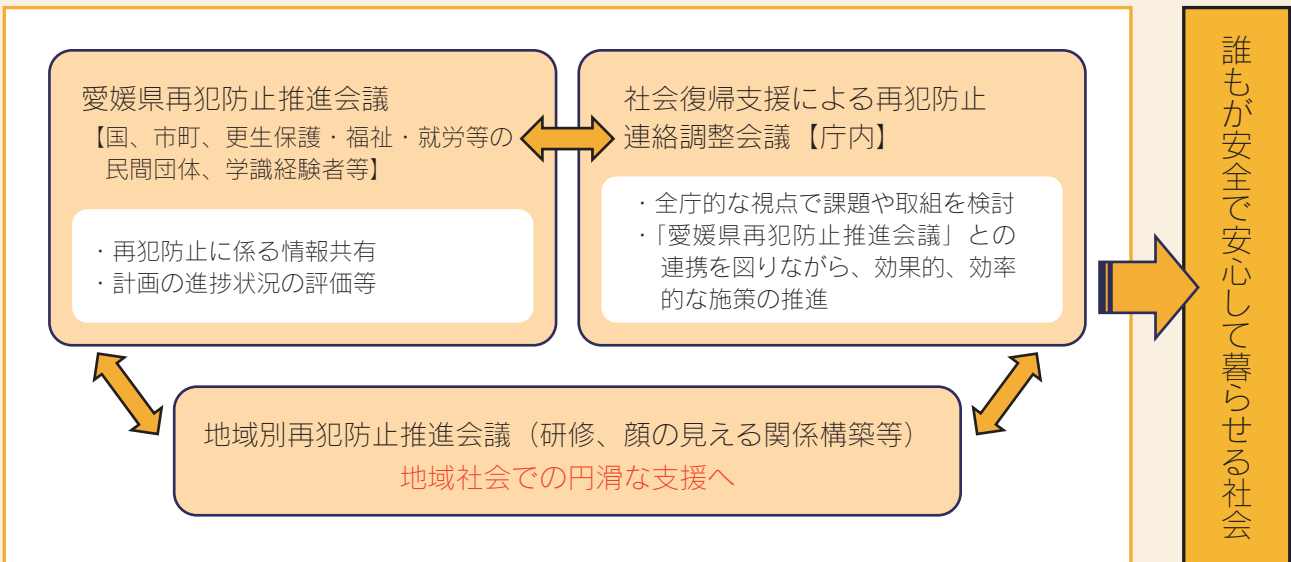 愛媛県再犯防止推進会議
【国、市町、更生保護・福祉・就労等の
民間団体、学識経験者等】
・再犯防止に係る情報共有
・計画の進捗状況の評価等
社会復帰支援による再犯防止
連絡調整会議【庁内】
・全庁的な視点で課題や取組を検討
・「愛媛県再犯防止推進会議」との
連携を図りながら、効果的、効率
的な施策の推進
地域別再犯防止推進会議（研修、顔の見える関係構築等）
地域社会での円滑な支援へ
誰もが安全で安心して暮らせる社会